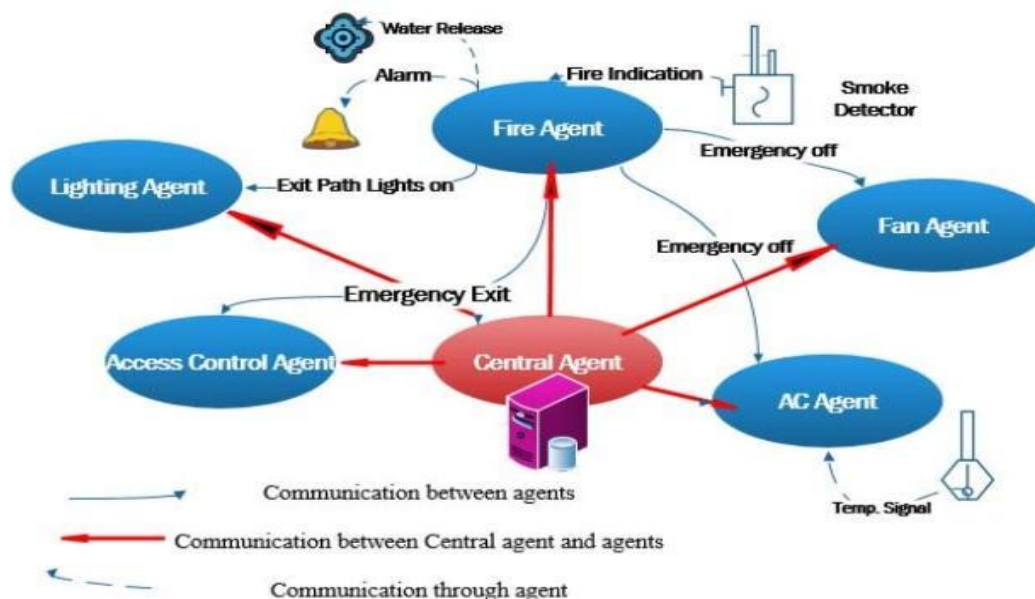 Water Release
Alarm
Fire Indication
Smoke
Detector
Fire Agent
Emergency off
Lighting Agent
Exit Path Lights on
Fan Agent
Emergency off
Emergency Exit
Access Control Agent
Central Agent
AC Agent
Temp. Signal
Communication between agents
Communication between Central agent and agents
Communication through agent